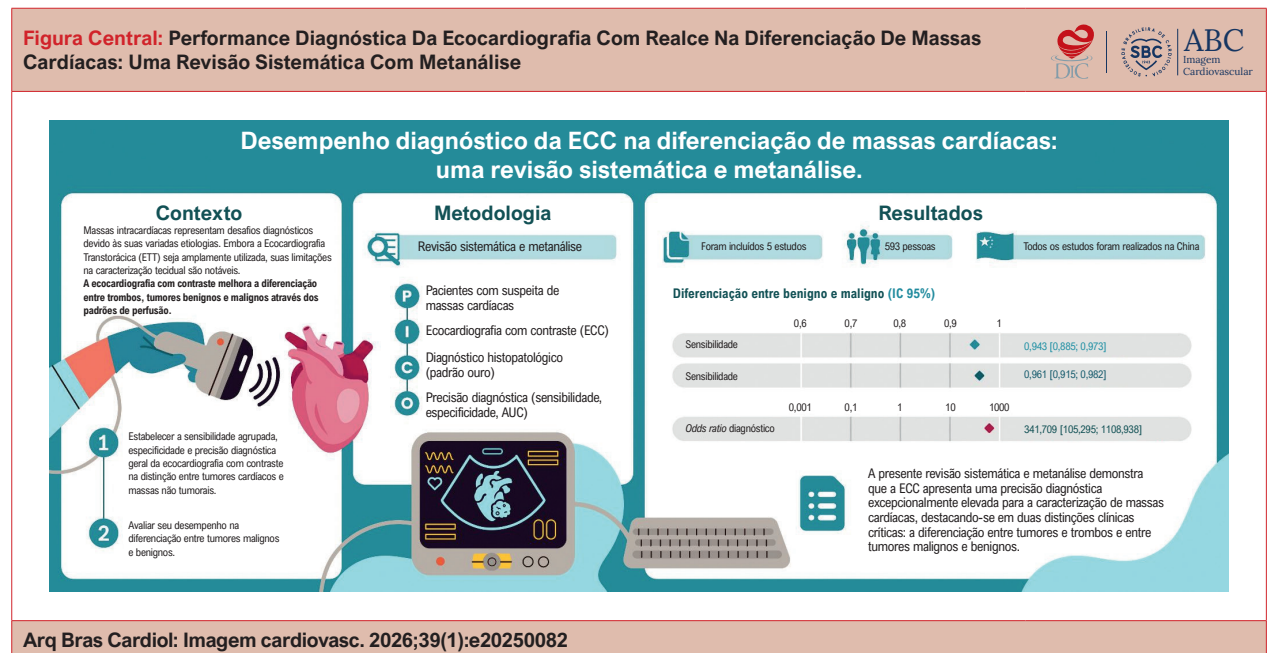 Figura Central: Performance Diagnóstica Da Ecocardiografia Com Realce Na Diferenciação De Massas
Cardíacas: Uma Revisão Sistemática Com Metanálise
DIC
SOCIEDADE BRASILEIRA DE CARDIOLOGIA
SBC
ABC
Imagem
Cardiovascular
Desempenho diagnóstico da ECC na diferenciação de massas cardíacas:
uma revisão sistemática e metanálise.
Contexto
Massas intracardíacas representam desafios diagnósticos
devido às suas variadas etiologias. Embora a Ecocardiografia
Transtorácica (ETT) seja amplamente utilizada, suas limitações
na caracterização tecidual são notáveis.
A ecocardiografia com contraste melhora a diferenciação
entre trombos, tumores benignos e malignos através dos
padrões de perfusão.
1
Estabelecer a sensibilidade agrupada,
especificidade e precisão diagnóstica
geral da ecocardiografia com contraste
na distinção entre tumores cardíacos e
massas não tumorais.
2
Avaliar seu desempenho na
diferenciação entre tumores malignos
e benignos.
Metodologia
Revisão sistemática e metanálise
P
Pacientes com suspeita de
massas cardíacas
I
Ecocardiografia com contraste (ECC)
C
Diagnóstico histopatológico
(padrão ouro)
O
Precisão diagnóstica (sensibilidade,
especificidade, AUC)
Resultados
Foram incluídos 5 estudos
593 pessoas
Todos os estudos foram realizados na China
Diferenciação entre benigno e maligno (IC 95%)
0,6 0,7 0,8 0,9 1
Sensibilidade 0,943 [0,885; 0,973]
Sensibilidade 0,961 [0,915; 0,982]
0,001 0,1 1 10 1000
Odds ratio diagnóstico 341,709 [105,295; 1108,938]
A presente revisão sistemática e metanálise demonstra
que a ECC apresenta uma precisão diagnóstica
excepcionalmente elevada para a caracterização de massas
cardíacas, destacando-se em duas distinções clínicas
críticas: a diferenciação entre tumores e trombos e entre
tumores malignos e benignos.
Arq Bras Cardiol: Imagem cardiovasc. 2026;39(1):e20250082